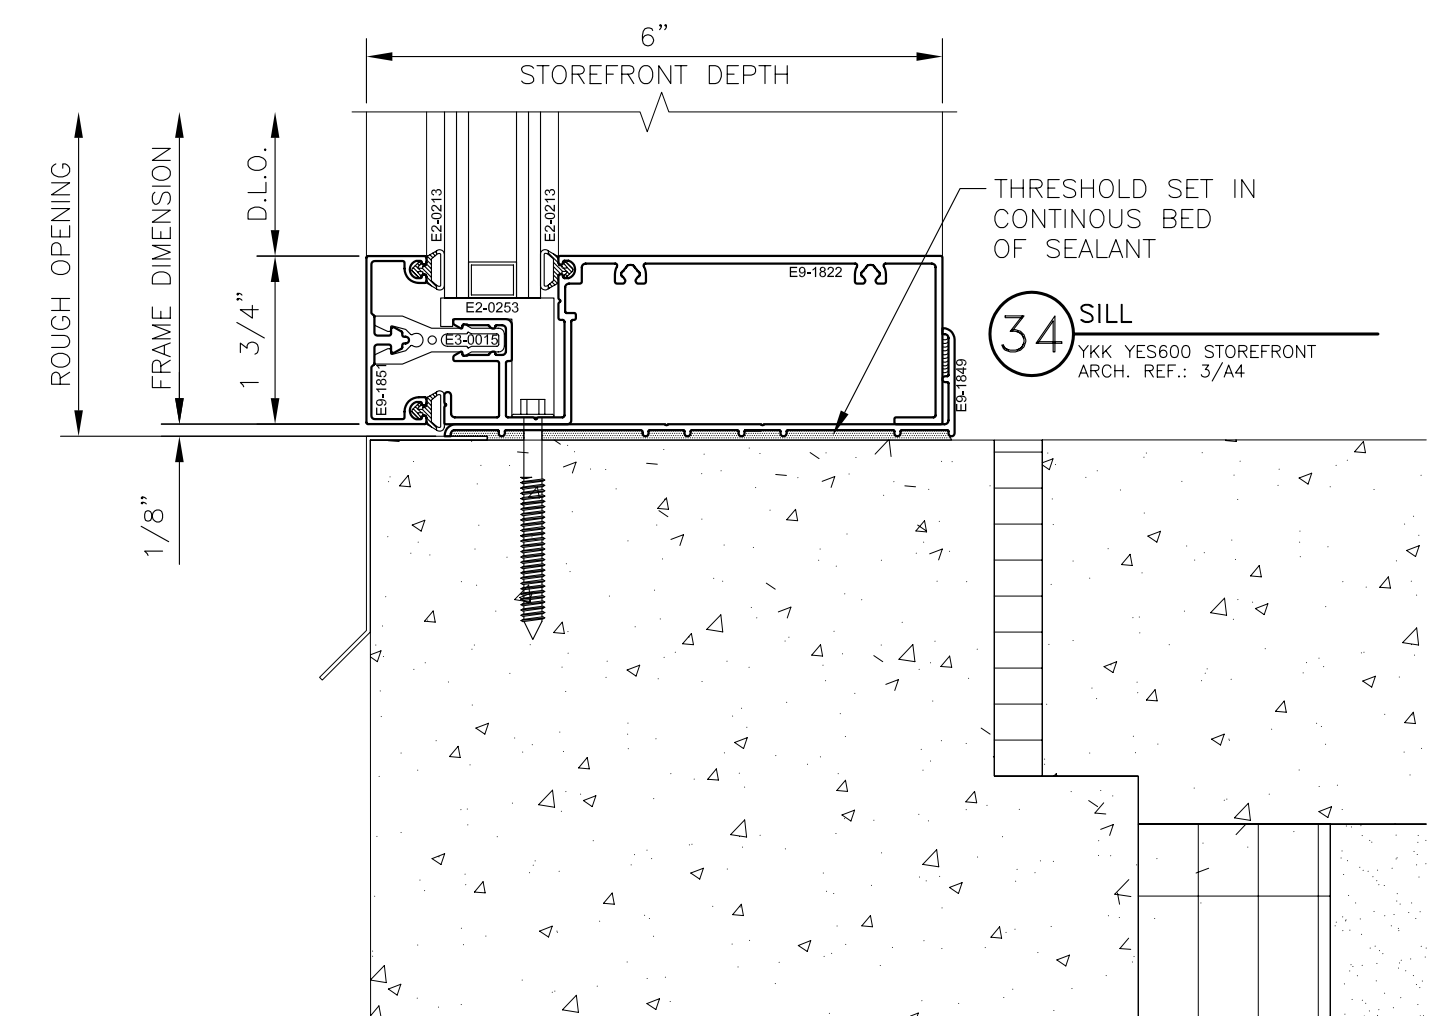 6”
STOREFRONT DEPTH
ROUGH OPENING
FRAME DIMENSION
D.L.O.
1 3/4”
1/8”
E2-0213
E2-0213
E9-1822
E2-0253
E3-0015
E9-1851
E9-1849
THRESHOLD SET IN
CONTINOUS BED
OF SEALANT
34
SILL
YKK YES600 STOREFRONT
ARCH. REF.: 3/A4